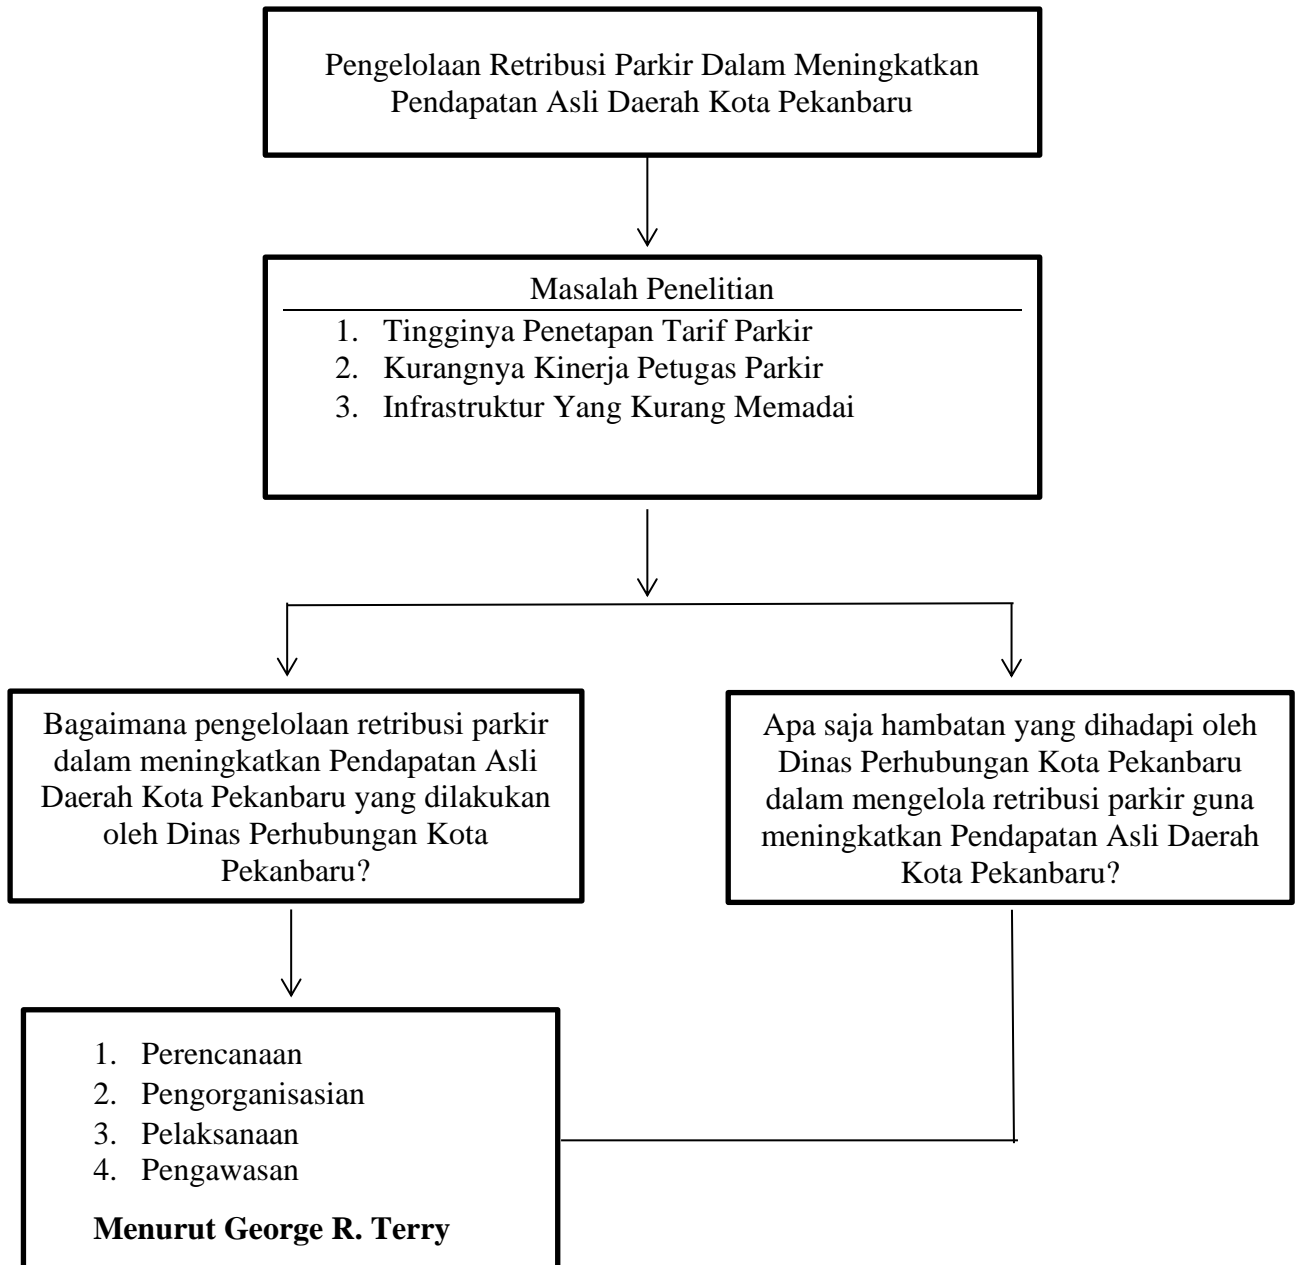 Pengelolaan Retribusi Parkir Dalam Meningkatkan
Pendapatan Asli Daerah Kota Pekanbaru
Masalah Penelitian
1. Tingginya Penetapan Tarif Parkir
2. Kurangnya Kinerja Petugas Parkir
3. Infrastruktur Yang Kurang Memadai
Bagaimana pengelolaan retribusi parkir
dalam meningkatkan Pendapatan Asli
Daerah Kota Pekanbaru yang dilakukan
oleh Dinas Perhubungan Kota
Pekanbaru?
Apa saja hambatan yang dihadapi oleh
Dinas Perhubungan Kota Pekanbaru
dalam mengelola retribusi parkir guna
meningkatkan Pendapatan Asli Daerah
Kota Pekanbaru?
1. Perencanaan
2. Pengorganisasian
3. Pelaksanaan
4. Pengawasan
Menurut George R. Terry